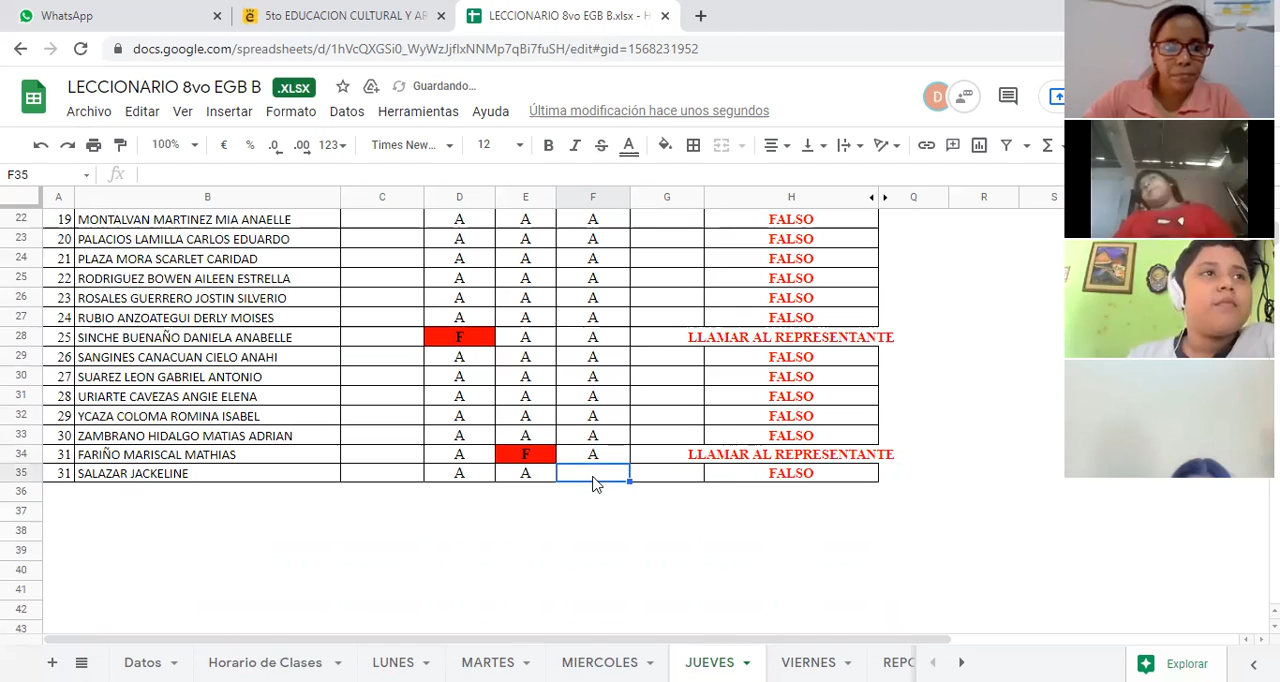 WhatsApp × 5to EDUCACION CULTURAL Y AR × LECCIONARIO 8vo EGB B.xlsx - H × +
docs.google.com/spreadsheets/d/1hVcQXGSi0_WyWzJjflxNNMp7qBi7fuSH/edit#gid=1568231952
LECCIONARIO 8vo EGB B .XLSX Guardando...
D
Archivo Editar Ver Insertar Formato Datos Herramientas Ayuda Última modificación hace unos segundos
100% € % .0 .00 123 Times New... 12 B I S A Σ
F35 fx
A B C D E F G H Q R S
22 19 MONTALVAN MARTINEZ MIA ANAELLE A A A FALSO
23 20 PALACIOS LAMILLA CARLOS EDUARDO A A A FALSO
24 21 PLAZA MORA SCARLET CARIDAD A A A FALSO
25 22 RODRIGUEZ BOWEN AILEEN ESTRELLA A A A FALSO
26 23 ROSALES GUERRERO JOSTIN SILVERIO A A A FALSO
27 24 RUBIO ANZOATEGUI DERLY MOISES A A A FALSO
28 25 SINCHE BUENAÑO DANIELA ANABELLE F A A LLAMAR AL REPRESENTANTE
29 26 SANGINES CANACUAN CIELO ANAHI A A A FALSO
30 27 SUAREZ LEON GABRIEL ANTONIO A A A FALSO
31 28 URIARTE CAVEZAS ANGIE ELENA A A A FALSO
32 29 YCAZA COLOMA ROMINA ISABEL A A A FALSO
33 30 ZAMBRANO HIDALGO MATIAS ADRIAN A A A FALSO
34 31 FARIÑO MARISCAL MATHIAS A F A LLAMAR AL REPRESENTANTE
35 31 SALAZAR JACKELINE A A FALSO
36
37
38
39
40
41
42
43
+ Datos Horario de Clases LUNES MARTES MIERCOLES JUEVES VIERNES REPO Explorar